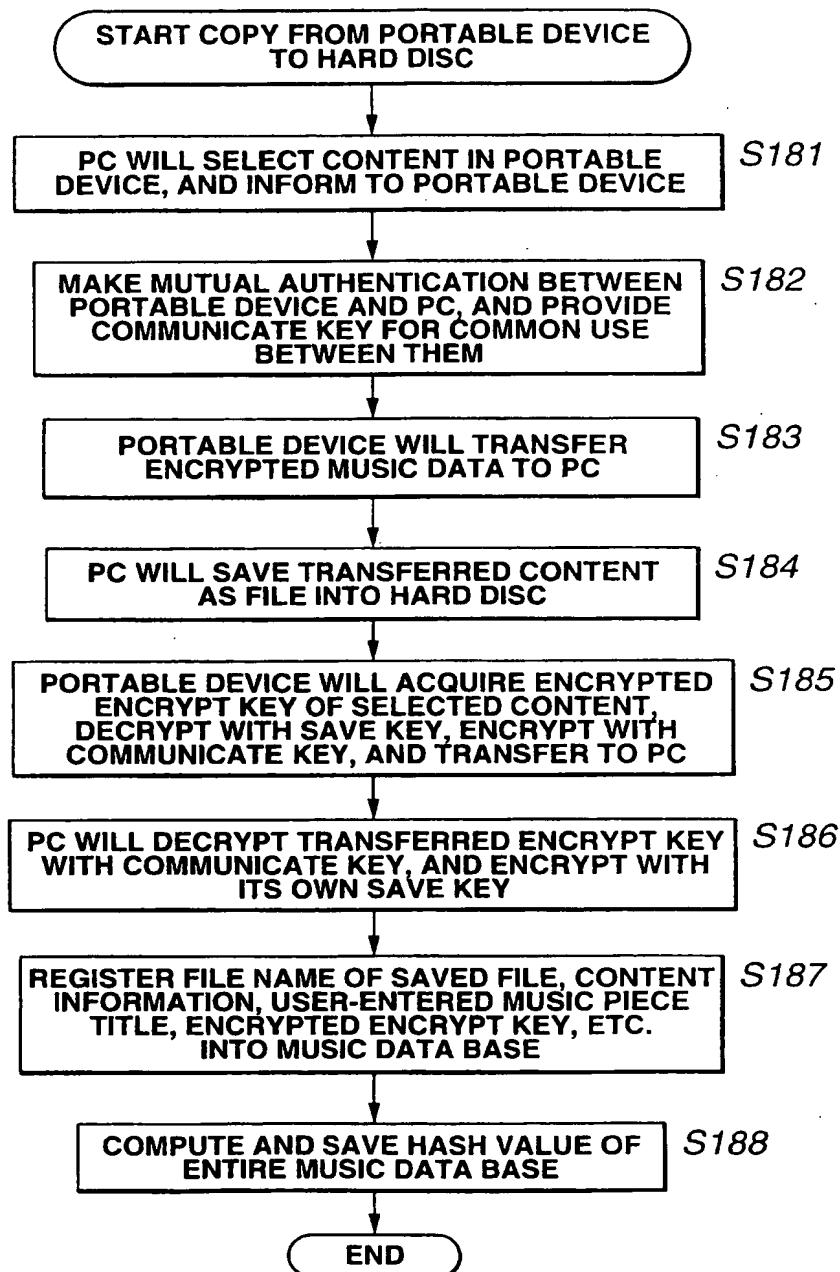 START COPY FROM PORTABLE DEVICE
TO HARD DISC
PC WILL SELECT CONTENT IN PORTABLE
DEVICE, AND INFORM TO PORTABLE DEVICE
S181
MAKE MUTUAL AUTHENTICATION BETWEEN
PORTABLE DEVICE AND PC, AND PROVIDE
COMMUNICATE KEY FOR COMMON USE
BETWEEN THEM
S182
PORTABLE DEVICE WILL TRANSFER
ENCRYPTED MUSIC DATA TO PC
S183
PC WILL SAVE TRANSFERRED CONTENT
AS FILE INTO HARD DISC
S184
PORTABLE DEVICE WILL ACQUIRE ENCRYPTED
ENCRYPT KEY OF SELECTED CONTENT,
DECRYPT WITH SAVE KEY, ENCRYPT WITH
COMMUNICATE KEY, AND TRANSFER TO PC
S185
PC WILL DECRYPT TRANSFERRED ENCRYPT KEY
WITH COMMUNICATE KEY, AND ENCRYPT WITH
ITS OWN SAVE KEY
S186
REGISTER FILE NAME OF SAVED FILE, CONTENT
INFORMATION, USER-ENTERED MUSIC PIECE
TITLE, ENCRYPTED ENCRYPT KEY, ETC.
INTO MUSIC DATA BASE
S187
COMPUTE AND SAVE HASH VALUE OF
ENTIRE MUSIC DATA BASE
S188
END